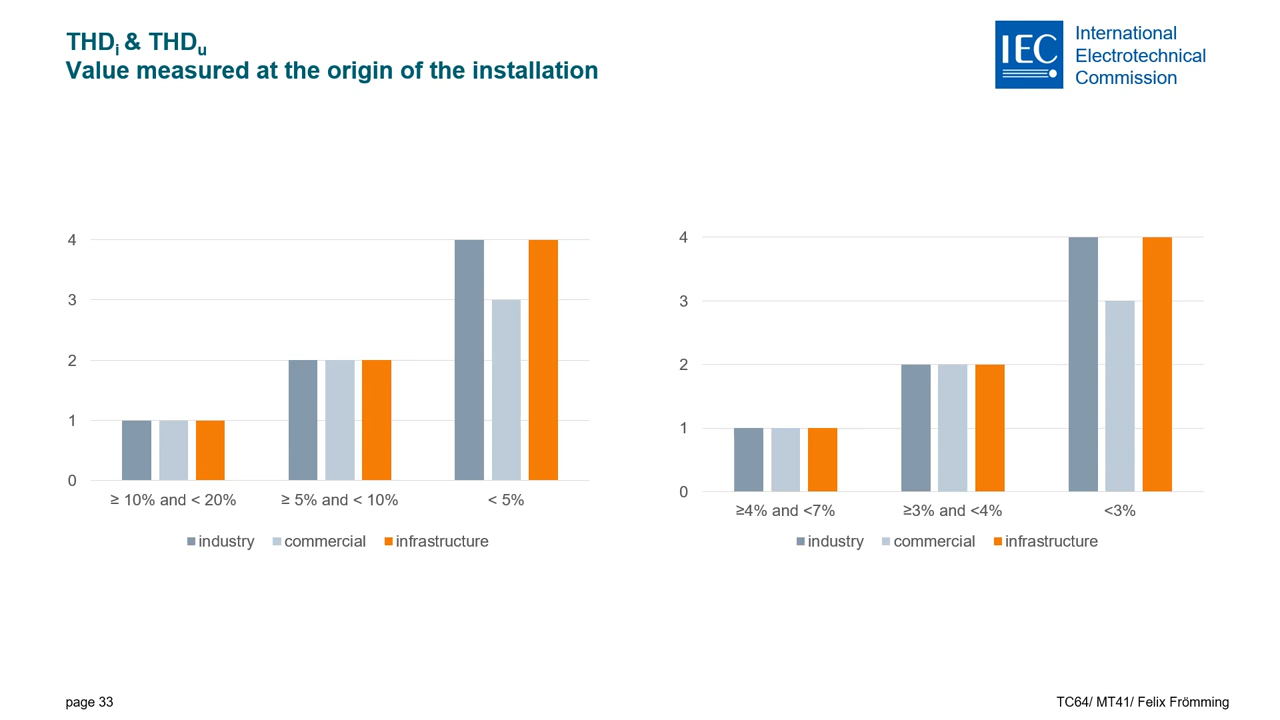 THDi & THDu
Value measured at the origin of the installation
IEC
International
Electrotechnical
Commission
4
3
2
1
0
≥ 10% and < 20%
≥ 5% and < 10%
< 5%
industry
commercial
infrastructure
4
3
2
1
0
≥4% and <7%
≥3% and <4%
<3%
industry
commercial
infrastructure
page 33
TC64/ MT41/ Felix Frömming